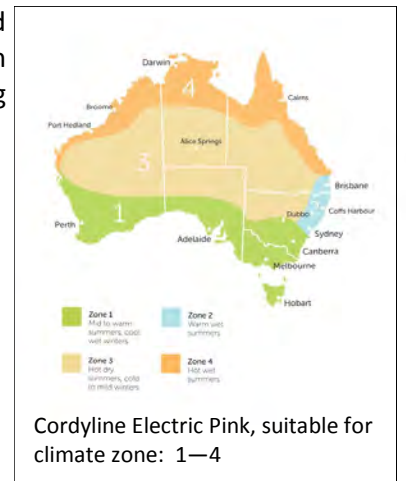 d
n
g
Darwin
4
Cairns
Broome
Port Hedland
Alice Springs
3
Brisbane
1
2
Dubbo
Coffs Harbour
Perth
Sydney
Adelaide
Canberra
Melbourne
Hobart
Zone 1
Mid to warm
summers, cool
wet winters
Zone 2
Warm wet
summers
Zone 3
Hot dry
summers, cold
to mild winters
Zone 4
Hot wet
summers
Cordyline Electric Pink, suitable for
climate zone: 1—4